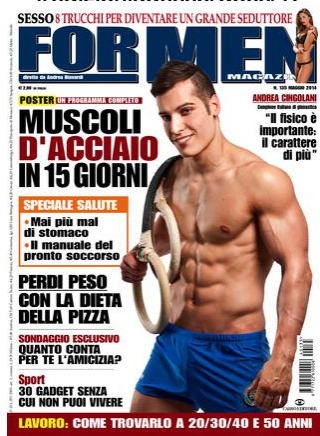 SESSO 8 TRUCCHI PER DIVENTARE UN GRANDE SEDUTTORE
FOR MEN
MAGAZINE
diretto da Andrea Biavardi
€ 2,00 IN ITALIA
N. 135 MAGGIO 2014
POSTER UN PROGRAMMA COMPLETO
MUSCOLI
D'ACCIAIO
IN 15 GIORNI
ANDREA CINGOLANI
Campione italiano di ginnastica
"Il fisico è
importante:
il carattere
di più"
SPECIALE SALUTE
• Mai più mal
di stomaco
• Il manuale del
pronto soccorso
PERDI PESO
CON LA DIETA
DELLA PIZZA
SONDAGGIO ESCLUSIVO
QUANTO CONTA
PER TE L'AMICIZIA?
Sport
30 GADGET SENZA
CUI NON PUOI VIVERE
CAIRO EDITORE
LAVORO: COME TROVARLO A 20/30/40 E 50 ANNI